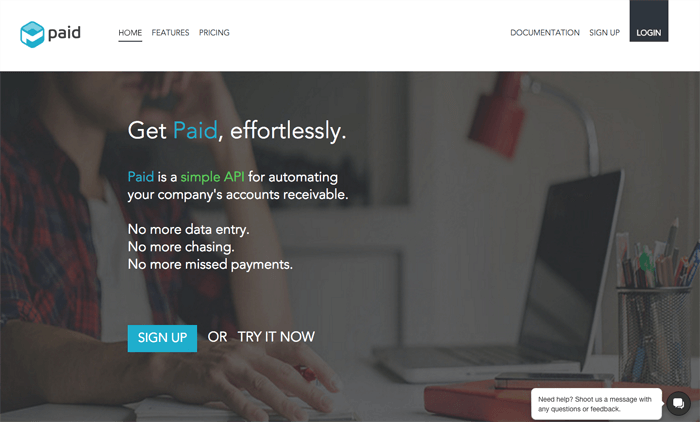 paid
HOME FEATURES PRICING
DOCUMENTATION SIGN UP LOGIN
Get Paid, effortlessly.
Paid is a simple API for automating
your company's accounts receivable.
No more data entry.
No more chasing.
No more missed payments.
SIGN UP OR TRY IT NOW
Need help? Shoot us a message with
any questions or feedback.